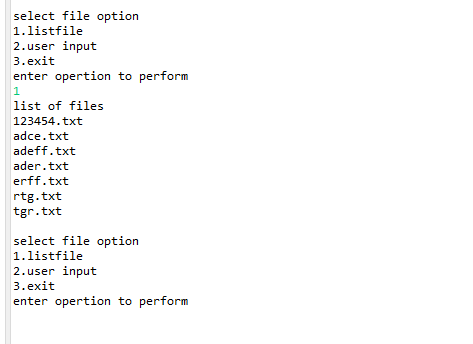 select file option
1.listfile
2.user input
3.exit
enter opertion to perform
1
list of files
123454.txt
adce.txt
adeff.txt
ader.txt
erff.txt
rtg.txt
tgr.txt
select file option
1.listfile
2.user input
3.exit
enter opertion to perform